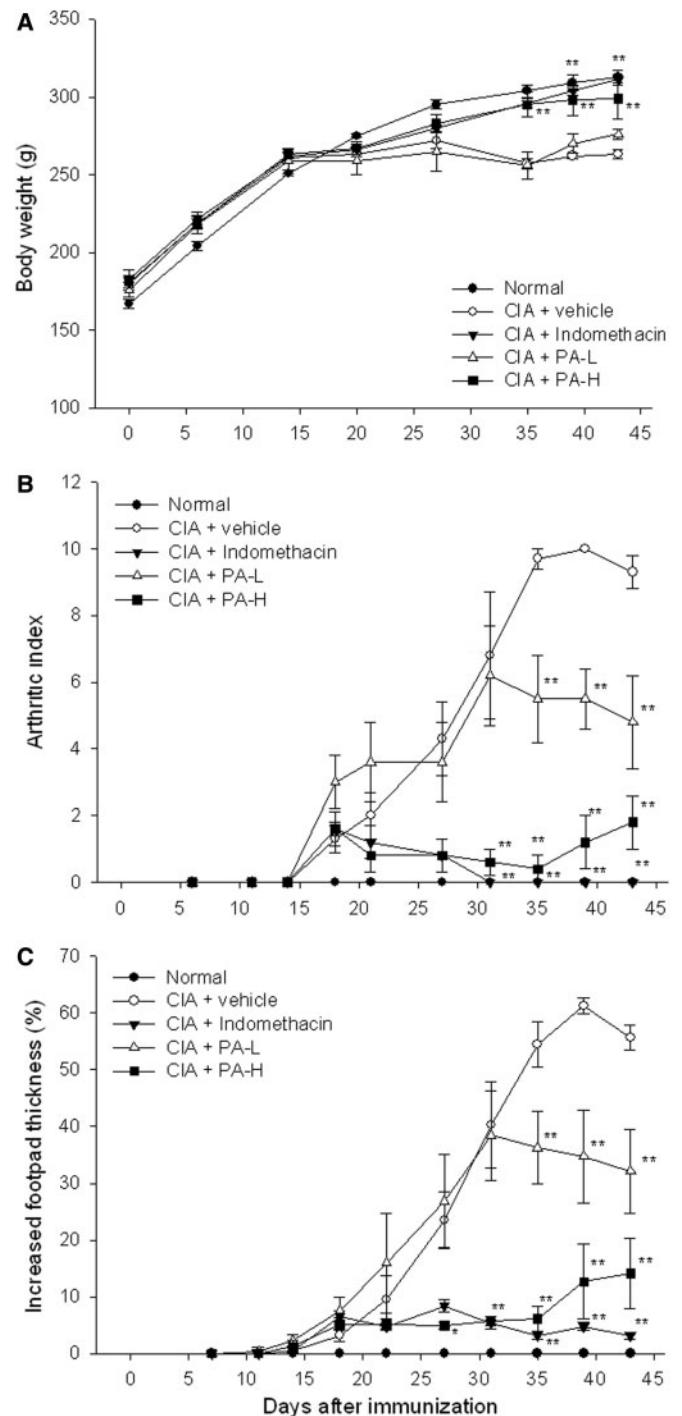 A
350
300
250
200
150
100
Body weight (g)
** **
** ** **
Normal
CIA + vehicle
CIA + Indomethacin
CIA + PA-L
CIA + PA-H
0 5 10 15 20 25 30 35 40 45
B
12
10
8
6
4
2
0
Arthritic index
Normal
CIA + vehicle
CIA + Indomethacin
CIA + PA-L
CIA + PA-H
** ** **
** ** ** **
** ** ** **
0 5 10 15 20 25 30 35 40 45
C
70
60
50
40
30
20
10
0
Increased footpad thickness (%)
Normal
CIA + vehicle
CIA + Indomethacin
CIA + PA-L
CIA + PA-H
** ** **
* ** ** ** **
** ** **
0 5 10 15 20 25 30 35 40 45
Days after immunization